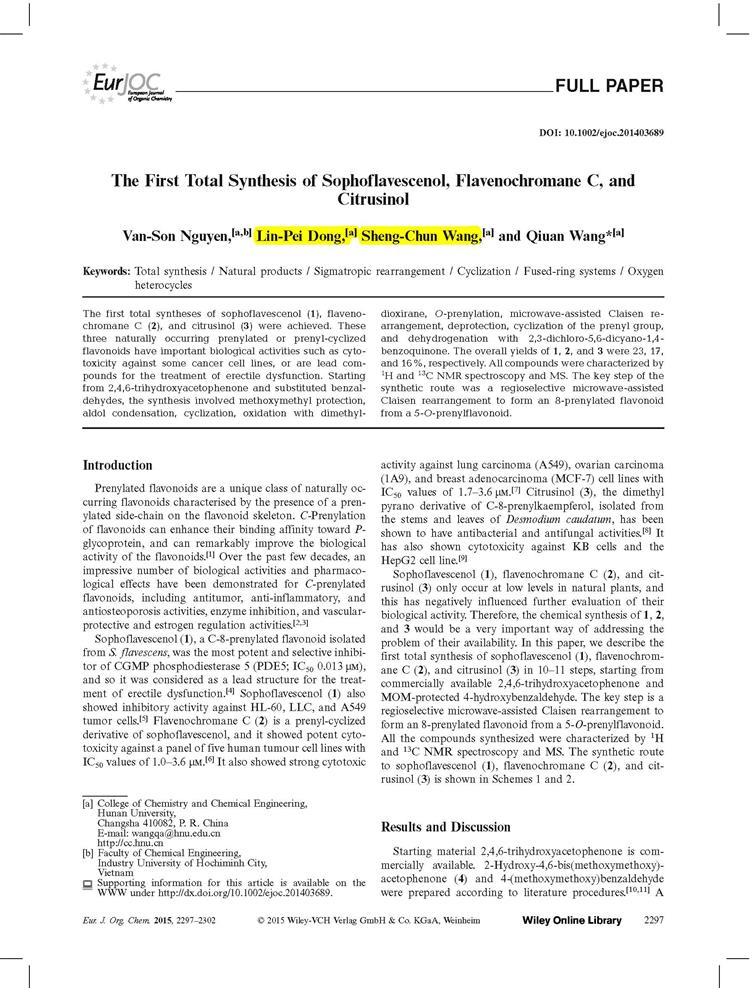 EurJOC
European Journal
of Organic Chemistry
FULL PAPER
DOI: 10.1002/ejoc.201403689
The First Total Synthesis of Sophoflavescenol, Flavenochromane C, and
Citrusinol
Van-Son Nguyen,[a,b] Lin-Pei Dong,[a] Sheng-Chun Wang,[a] and Qiuan Wang*[a]
Keywords: Total synthesis / Natural products / Sigmatropic rearrangement / Cyclization / Fused-ring systems / Oxygen
heterocycles
The first total syntheses of sophoflavescenol (1), flaveno-
chromane C (2), and citrusinol (3) were achieved. These
three naturally occurring prenylated or prenyl-cyclized
flavonoids have important biological activities such as cyto-
toxicity against some cancer cell lines, or are lead com-
pounds for the treatment of erectile dysfunction. Starting
from 2,4,6-trihydroxyacetophenone and substituted benzal-
dehydes, the synthesis involved methoxymethyl protection,
aldol condensation, cyclization, oxidation with dimethyl-
dioxirane, O-prenylation, microwave-assisted Claisen re-
arrangement, deprotection, cyclization of the prenyl group,
and dehydrogenation with 2,3-dichloro-5,6-dicyano-1,4-
benzoquinone. The overall yields of 1, 2, and 3 were 23, 17,
and 16%, respectively. All compounds were characterized by
1H and 13C NMR spectroscopy and MS. The key step of the
synthetic route was a regioselective microwave-assisted
Claisen rearrangement to form an 8-prenylated flavonoid
from a 5-O-prenylflavonoid.
Introduction
Prenylated flavonoids are a unique class of naturally oc-
curring flavonoids characterised by the presence of a pren-
ylated side-chain on the flavonoid skeleton. C-Prenylation
of flavonoids can enhance their binding affinity toward P-
glycoprotein, and can remarkably improve the biological
activity of the flavonoids.[1] Over the past few decades, an
impressive number of biological activities and pharmaco-
logical effects have been demonstrated for C-prenylated
flavonoids, including antitumor, anti-inflammatory, and
antiosteoporosis activities, enzyme inhibition, and vascular-
protective and estrogen regulation activities.[2,3]
Sophoflavescenol (1), a C-8-prenylated flavonoid isolated
from S. flavescens, was the most potent and selective inhibi-
tor of CGMP phosphodiesterase 5 (PDE5; IC50 0.013 μM),
and so it was considered as a lead structure for the treat-
ment of erectile dysfunction.[4] Sophoflavescenol (1) also
showed inhibitory activity against HL-60, LLC, and A549
tumor cells.[5] Flavenochromane C (2) is a prenyl-cyclized
derivative of sophoflavescenol, and it showed potent cyto-
toxicity against a panel of five human tumour cell lines with
IC50 values of 1.0–3.6 μM.[6] It also showed strong cytotoxic
activity against lung carcinoma (A549), ovarian carcinoma
(1A9), and breast adenocarcinoma (MCF-7) cell lines with
IC50 values of 1.7–3.6 μM.[7] Citrusinol (3), the dimethyl
pyrano derivative of C-8-prenylkaempferol, isolated from
the stems and leaves of Desmodium caudatum, has been
shown to have antibacterial and antifungal activities.[8] It
has also shown cytotoxicity against KB cells and the
HepG2 cell line.[9]
Sophoflavescenol (1), flavenochromane C (2), and cit-
rusinol (3) only occur at low levels in natural plants, and
this has negatively influenced further evaluation of their
biological activity. Therefore, the chemical synthesis of 1, 2,
and 3 would be a very important way of addressing the
problem of their availability. In this paper, we describe the
first total synthesis of sophoflavescenol (1), flavenochrom-
ane C (2), and citrusinol (3) in 10–11 steps, starting from
commercially available 2,4,6-trihydroxyacetophenone and
MOM-protected 4-hydroxybenzaldehyde. The key step is a
regioselective microwave-assisted Claisen rearrangement to
form an 8-prenylated flavonoid from a 5-O-prenylflavonoid.
All the compounds synthesized were characterized by 1H
and 13C NMR spectroscopy and MS. The synthetic route
to sophoflavescenol (1), flavenochromane C (2), and cit-
rusinol (3) is shown in Schemes 1 and 2.
Results and Discussion
Starting material 2,4,6-trihydroxyacetophenone is com-
mercially available. 2-Hydroxy-4,6-bis(methoxymethoxy)-
acetophenone (4) and 4-(methoxymethoxy)benzaldehyde
were prepared according to literature procedures.[10,11] A
[a] College of Chemistry and Chemical Engineering,
Hunan University,
Changsha 410082, P. R. China
E-mail: wangqa@hnu.edu.cn
http://cc.hnu.cn
[b] Faculty of Chemical Engineering,
Industry University of Hochiminh City,
Vietnam
Supporting information for this article is available on the
WWW under http://dx.doi.org/10.1002/ejoc.201403689.
Eur. J. Org. Chem. 2015, 2297–2302
© 2015 Wiley-VCH Verlag GmbH & Co. KGaA, Weinheim
Wiley Online Library
2297